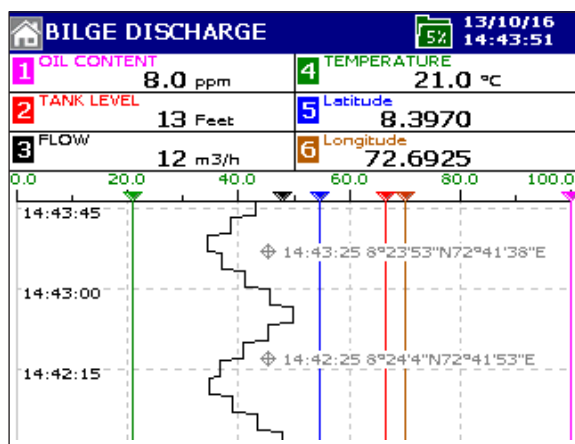 BILGE DISCHARGE
5%
13/10/16
14:43:51
1 OIL CONTENT
8.0 ppm
4 TEMPERATURE
21.0 °C
2 TANK LEVEL
13 Feet
5 Latitude
8.3970
3 FLOW
12 m3/h
6 Longitude
72.6925
0.0 20.0 40.0 60.0 80.0 100.0
14:43:45
14:43:25 8°23'53"N72°41'38"E
14:43:00
14:42:25 8°24'4"N72°41'53"E
14:42:15